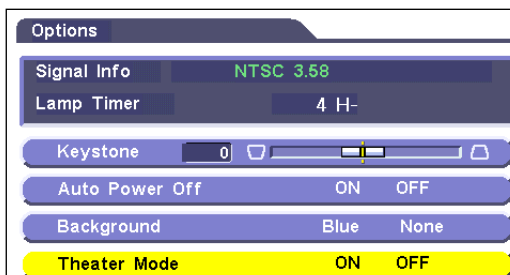 Options
Signal Info NTSC 3.58
Lamp Timer 4 H-
Keystone 0
Auto Power Off ON OFF
Background Blue None
Theater Mode ON OFF